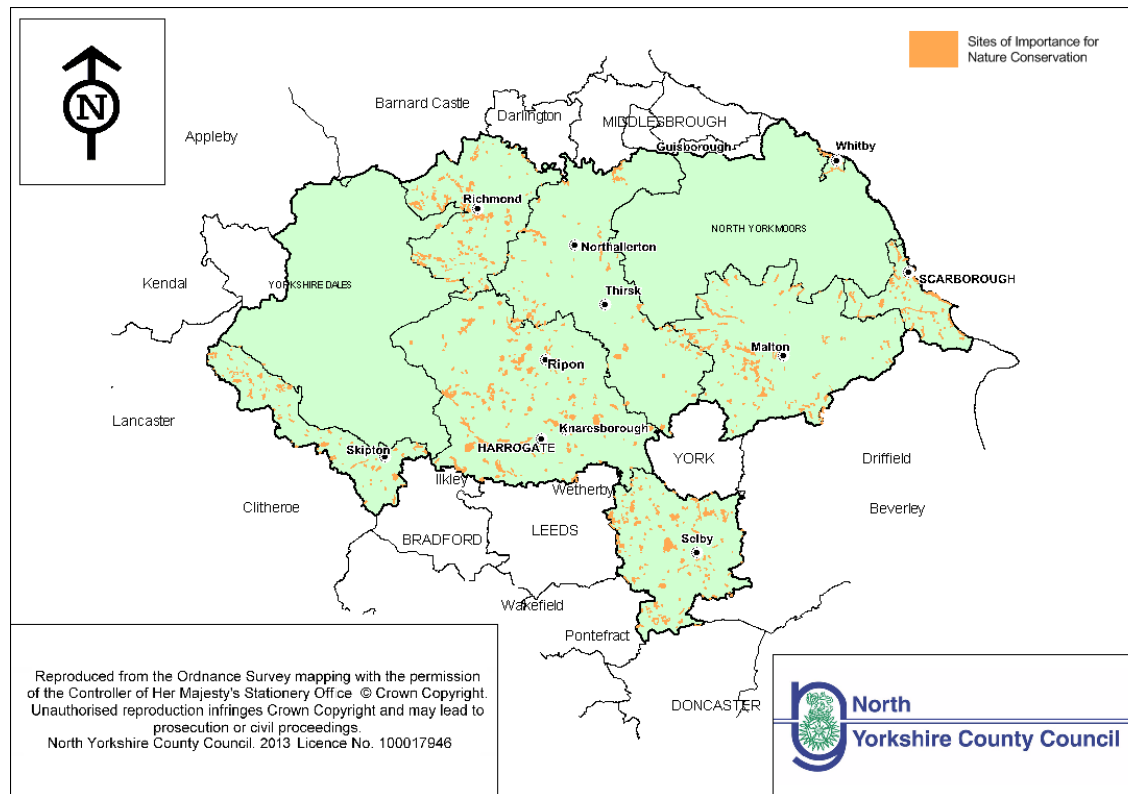 N
Sites of Importance for
Nature Conservation
Barnard Castle
Darlington
MIDDLESBROUGH
Appleby
Guisborough
Whitby
Richmond
NORTH YORK MOORS
Northallerton
SCARBOROUGH
Kendal
YORKSHIRE DALES
Thirsk
Malton
Ripon
Lancaster
Knaresborough
HARROGATE
Skipton
YORK
Driffield
Ilkley
Wetherby
Clitheroe
Beverley
LEEDS
BRADFORD
Selby
Wakefield
Pontefract
DONCASTER
Reproduced from the Ordnance Survey mapping with the permission
of the Controller of Her Majesty's Stationery Off ce © Crown Copyright.
Unauthorised reproduction infringes Crown Copyright and may lead to
prosecution or civil proceedings.
North Yorkshire County Council. 2013 Licence No. 100017946
North
Yorkshire County Council